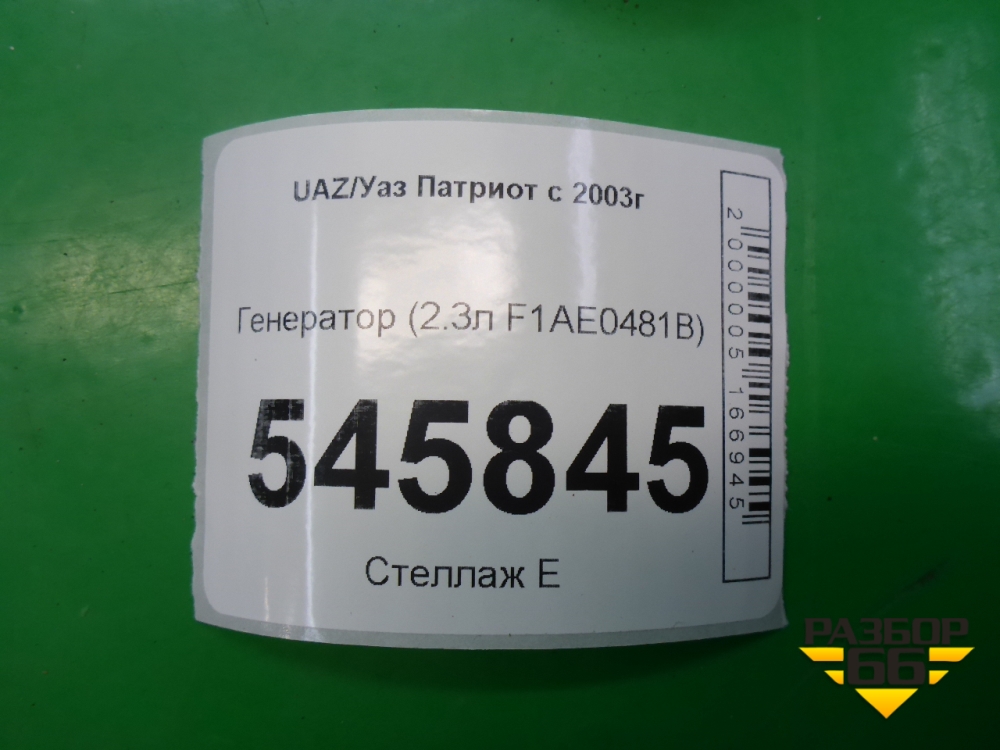 UAZ/Уаз Патриот с 2003г
Генератор (2.3л F1AE0481B)
545845
Стеллаж Е
2000005166945
РАЗБОР
66